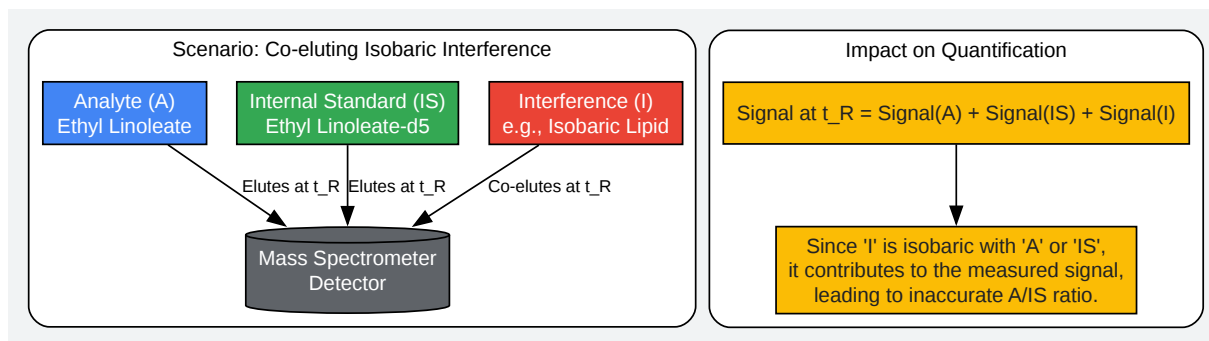 Scenario: Co-eluting Isobaric Interference
Analyte (A)
Ethyl Linoleate
Internal Standard (IS)
Ethyl Linoleate-d5
Interference (I)
e.g., Isobaric Lipid
Elutes at t_R
Elutes at t_R
Co-elutes at t_R
Mass Spectrometer
Detector
Impact on Quantification
Signal at t_R = Signal(A) + Signal(IS) + Signal(I)
Since 'I' is isobaric with 'A' or 'IS',
it contributes to the measured signal,
leading to inaccurate A/IS ratio.